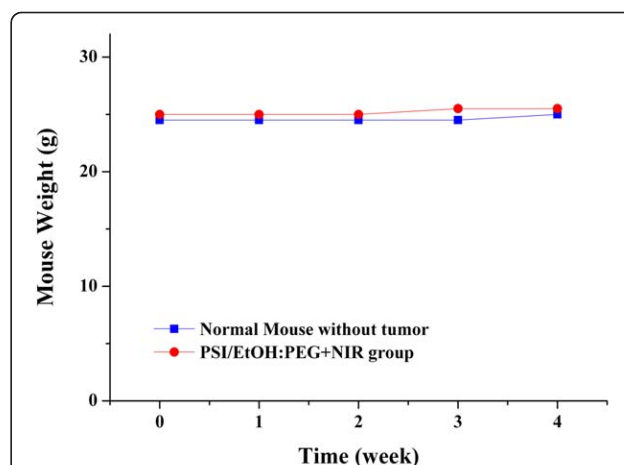 Mouse Weight (g)
30
20
10
0
Normal Mouse without tumor
PSI/EtOH:PEG+NIR group
0 1 2 3 4
Time (week)